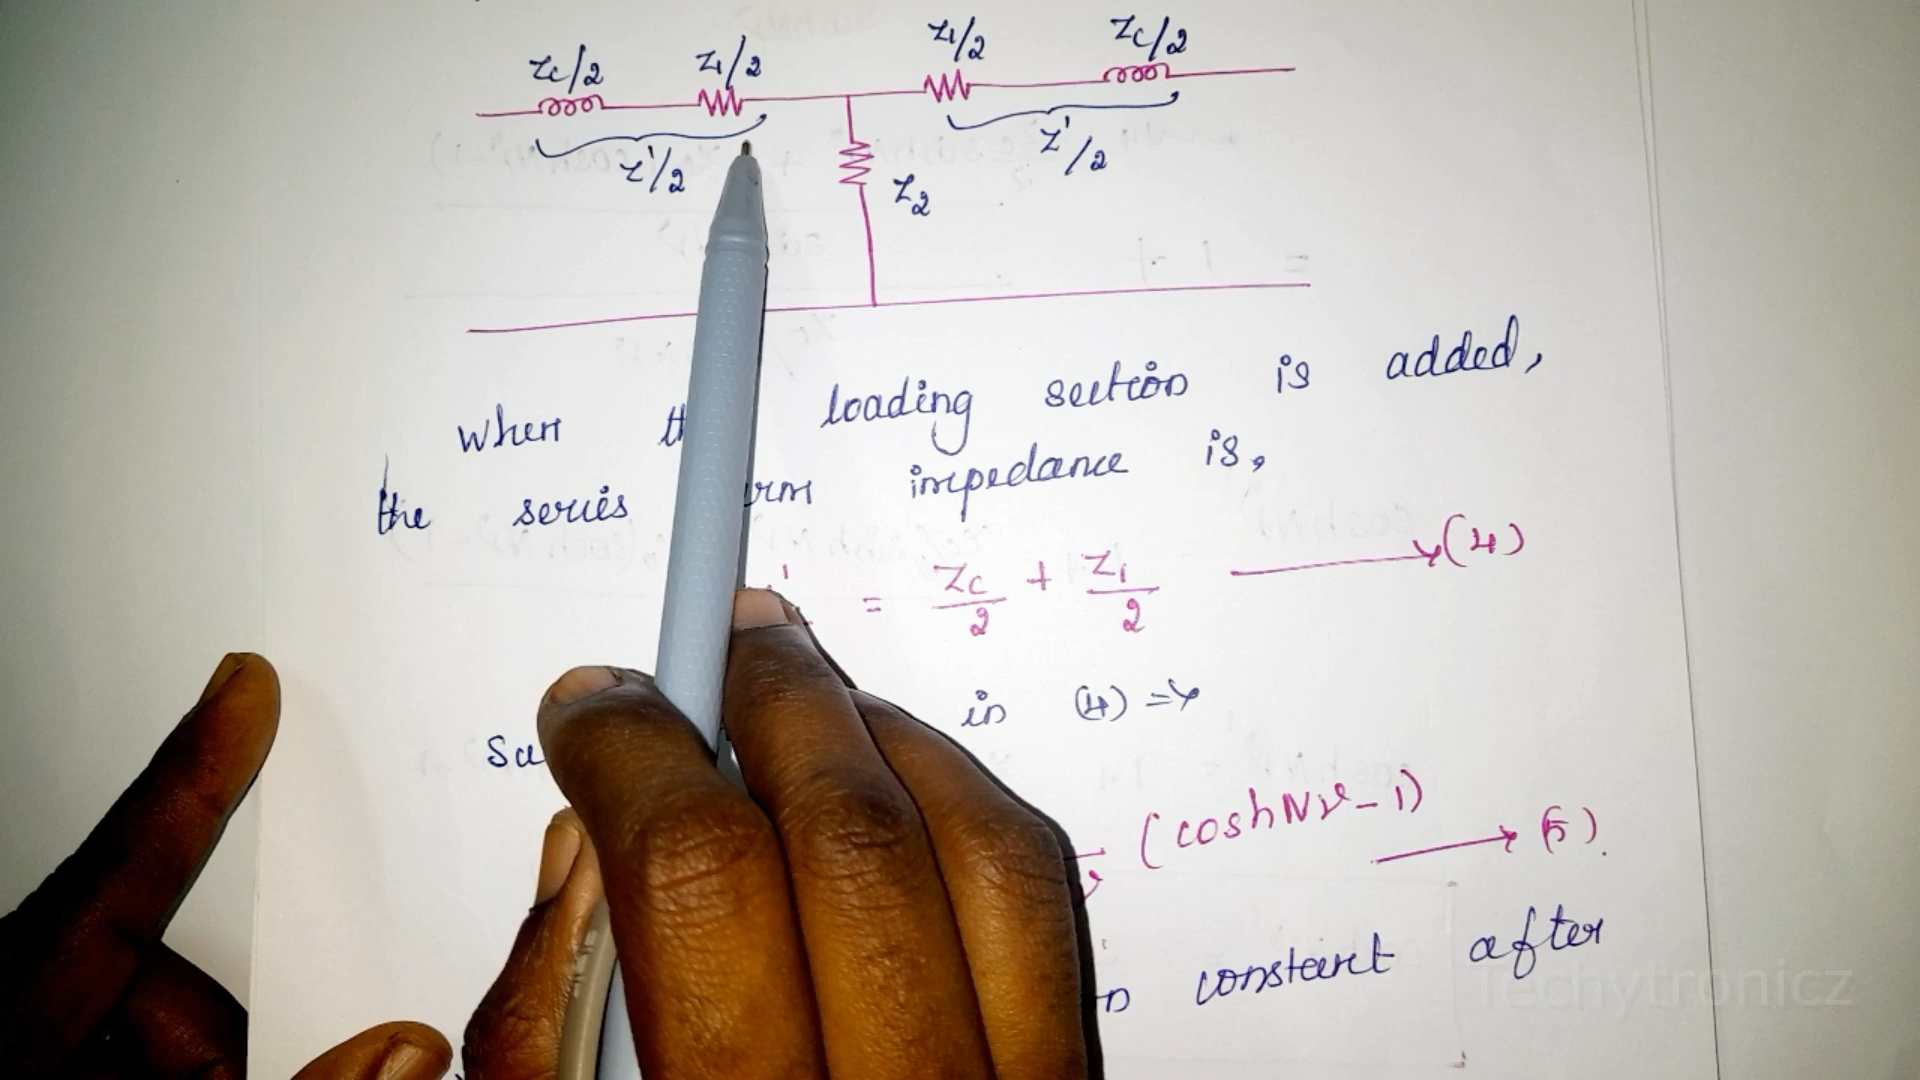 Zc/2 Z1/2 Z1/2 Zc/2
Z'/2 Z'/2
Z2
when loading section is added,
the series impedance is,
= Zc/2 + Z1/2 → (4)
in (4) =>
(coshNγ-1) → (5).
constant after
Techytronicz